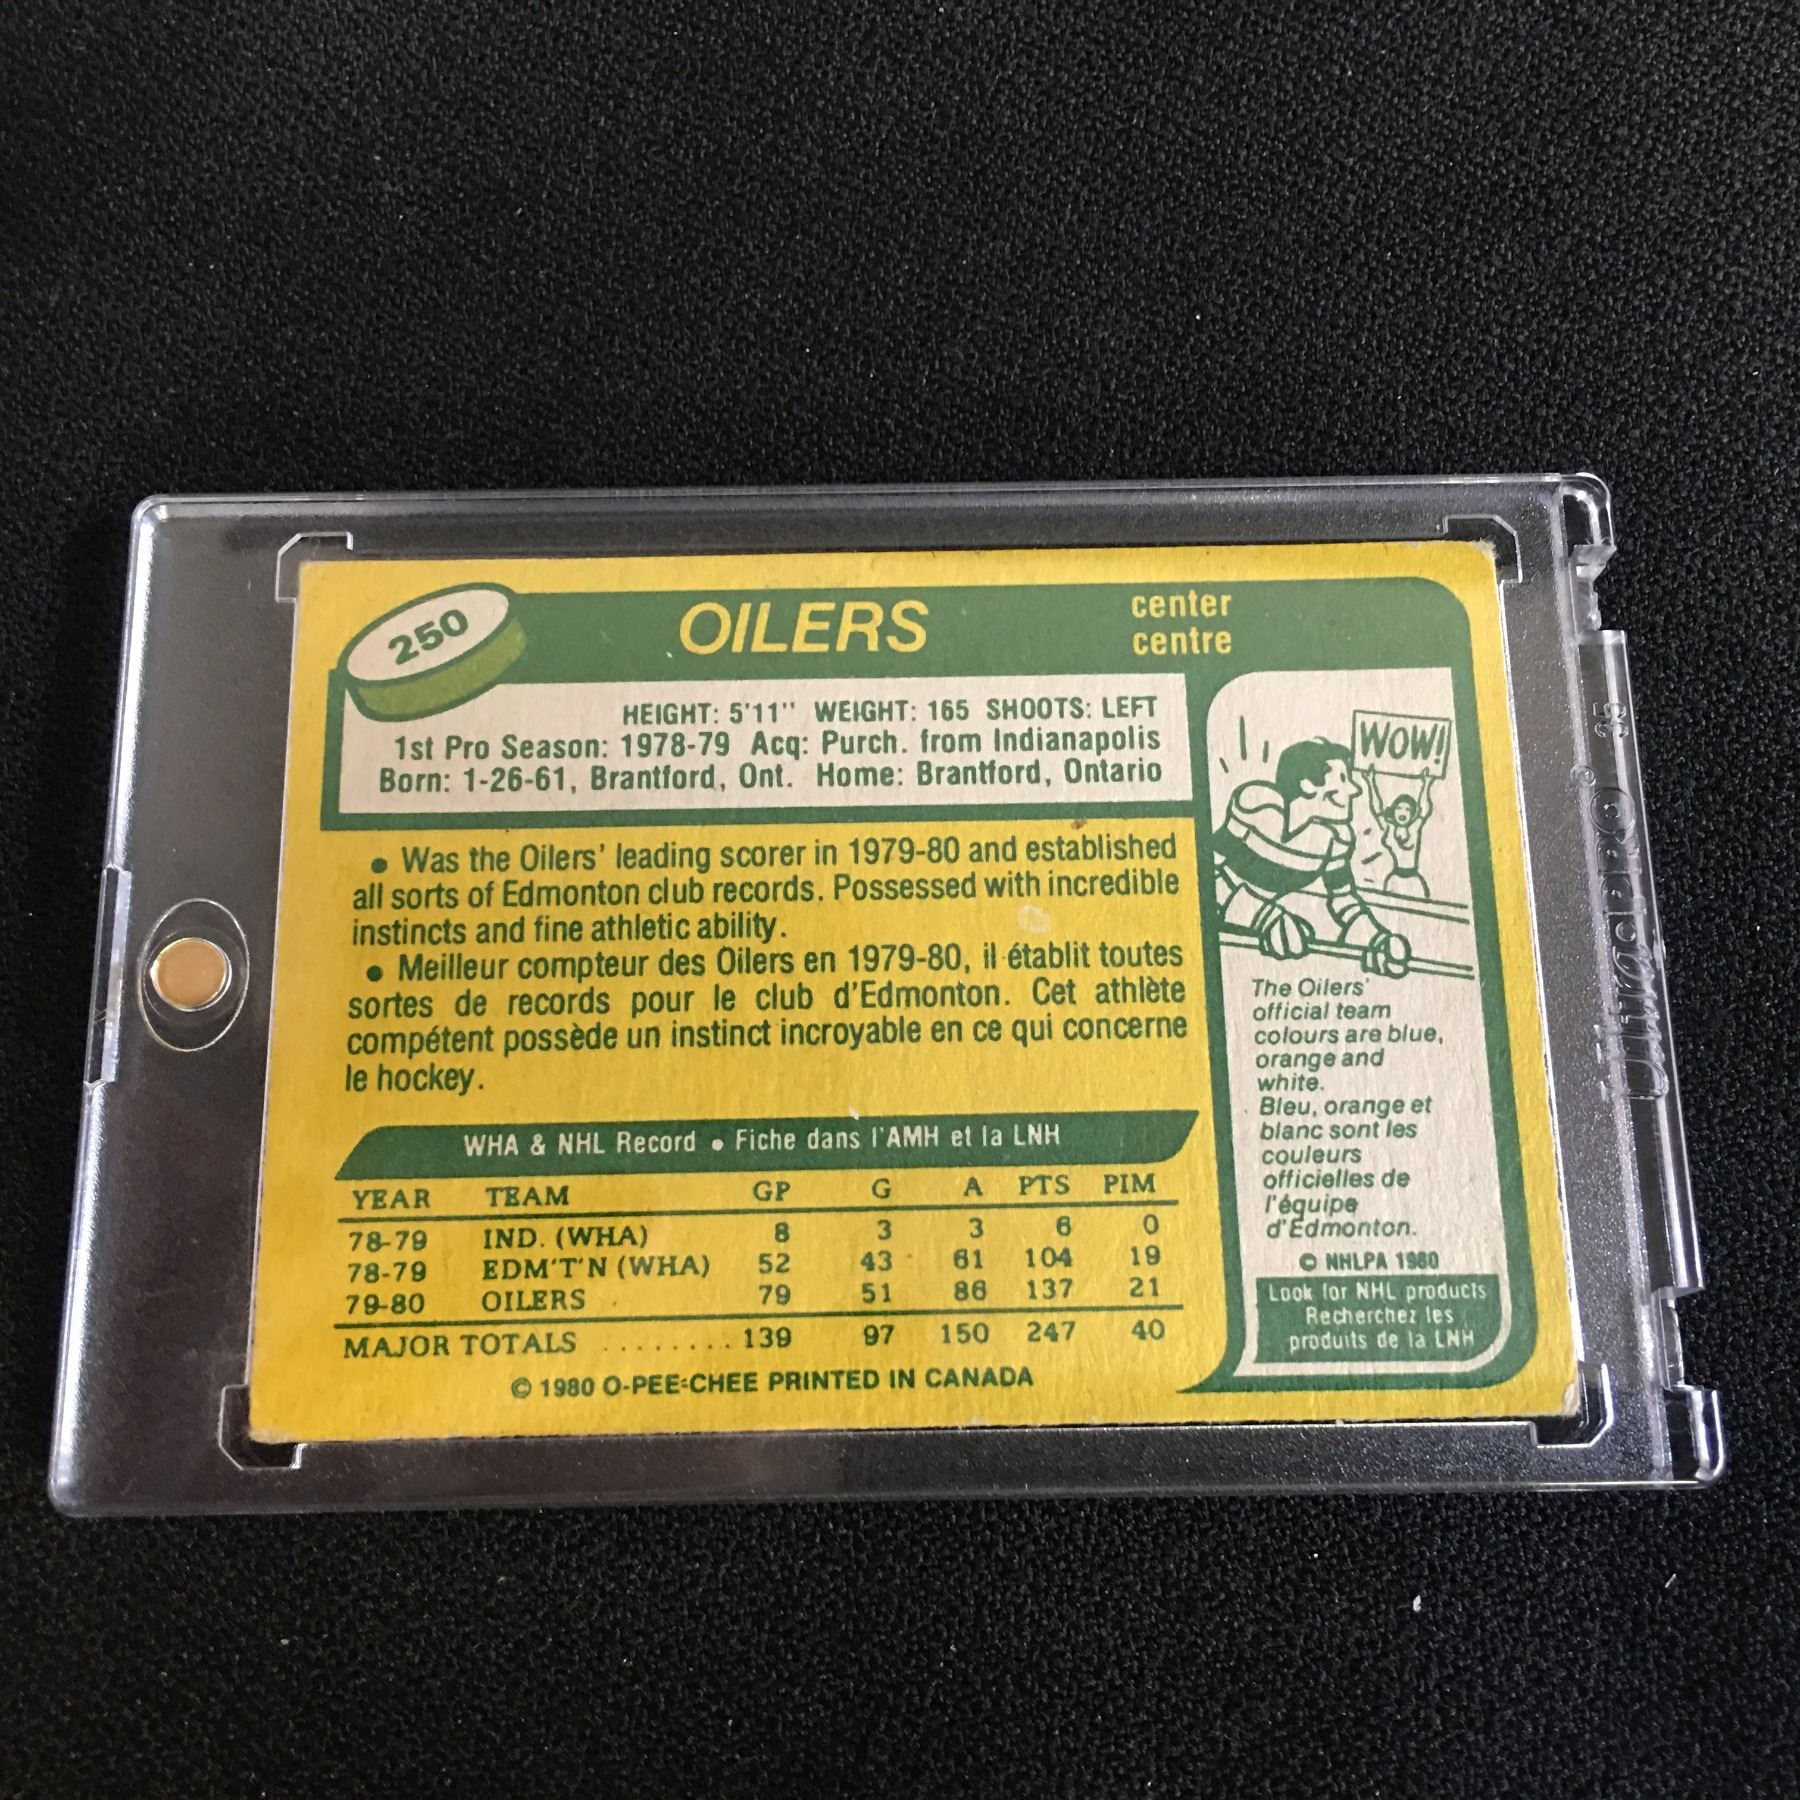 250
OILERS
center
centre
HEIGHT: 5'11'' WEIGHT: 165 SHOOTS: LEFT
1st Pro Season: 1978-79 Acq: Purch. from Indianapolis
Born: 1-26-61, Brantford, Ont. Home: Brantford, Ontario
• Was the Oilers' leading scorer in 1979-80 and established
all sorts of Edmonton club records. Possessed with incredible
instincts and fine athletic ability.
• Meilleur compteur des Oilers en 1979-80, il établit toutes
sortes de records pour le club d'Edmonton. Cet athlète
compétent possède un instinct incroyable en ce qui concerne
le hockey.
WHA & NHL Record • Fiche dans l'AMH et la LNH
YEAR TEAM GP G A PTS PIM
78-79 IND. (WHA) 8 3 3 6 0
78-79 EDM'T'N (WHA) 52 43 61 104 19
79-80 OILERS 79 51 86 137 21
MAJOR TOTALS ........ 139 97 150 247 40
© 1980 O-PEE-CHEE PRINTED IN CANADA
WOW!
The Oilers'
official team
colours are blue,
orange and
white.
Bleu, orange et
blanc sont les
couleurs
officielles de
l'équipe
d'Edmonton.
© NHLPA 1980
Look for NHL products
Recherchez les
produits de la LNH
UltraPRO® 35